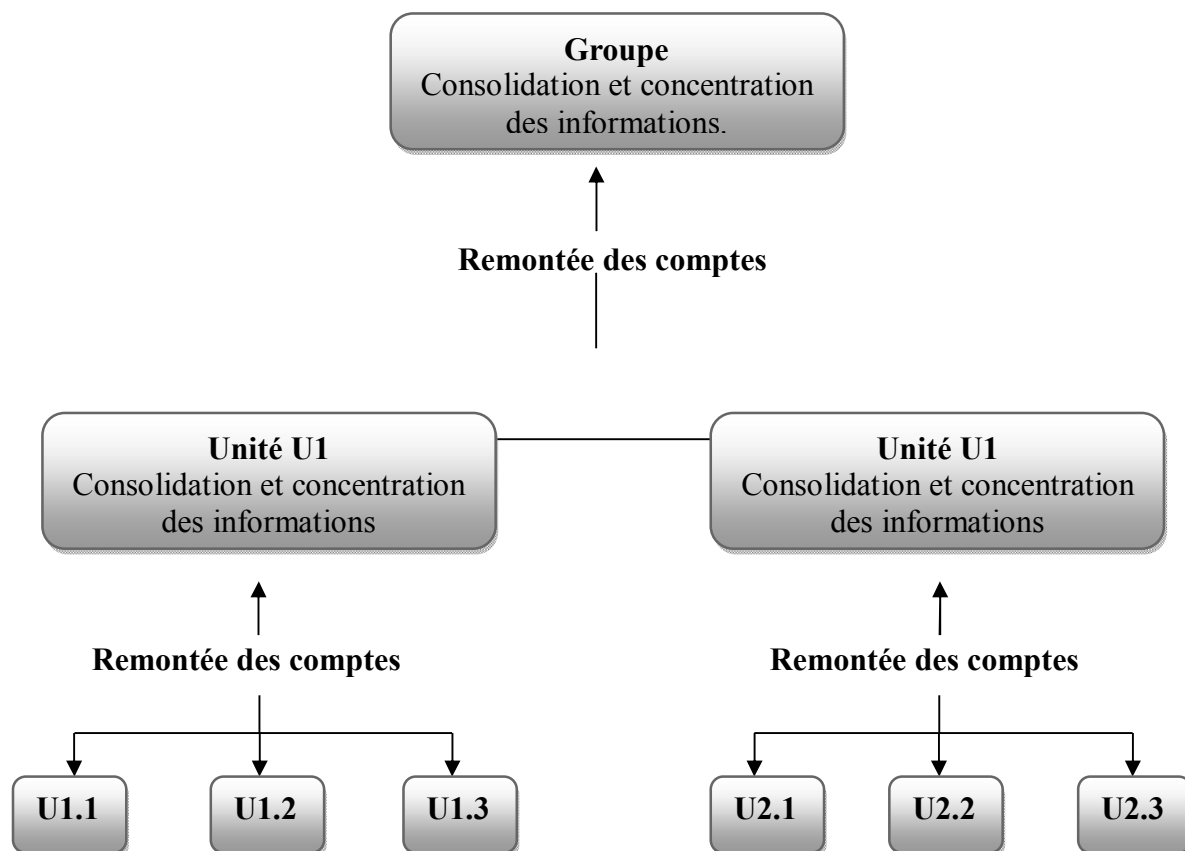 Groupe
Consolidation et concentration
des informations.
Remontée des comptes
Unité U1
Consolidation et concentration
des informations
Unité U1
Consolidation et concentration
des informations
Remontée des comptes
Remontée des comptes
U1.1
U1.2
U1.3
U2.1
U2.2
U2.3